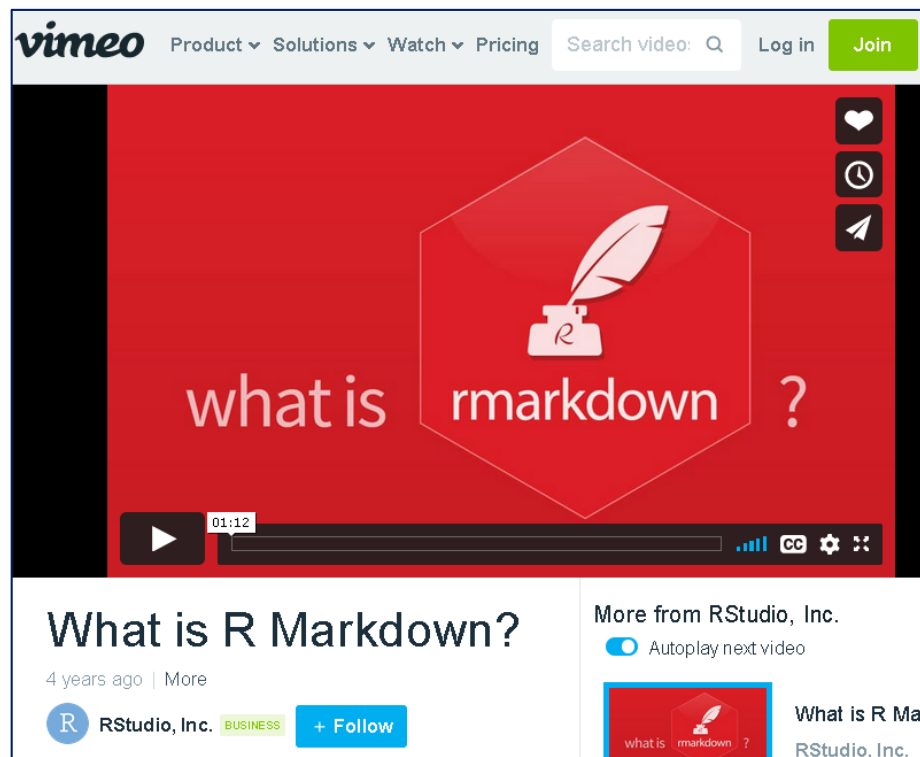 vimeo Product Solutions Watch Pricing Search video: Log in Join
R
what is rmarkdown ?
01:12
CC
What is R Markdown?
4 years ago | More
R RStudio, Inc. BUSINESS + Follow
More from RStudio, Inc.
Autoplay next video
what is rmarkdown ?
What is R Ma
RStudio, Inc.